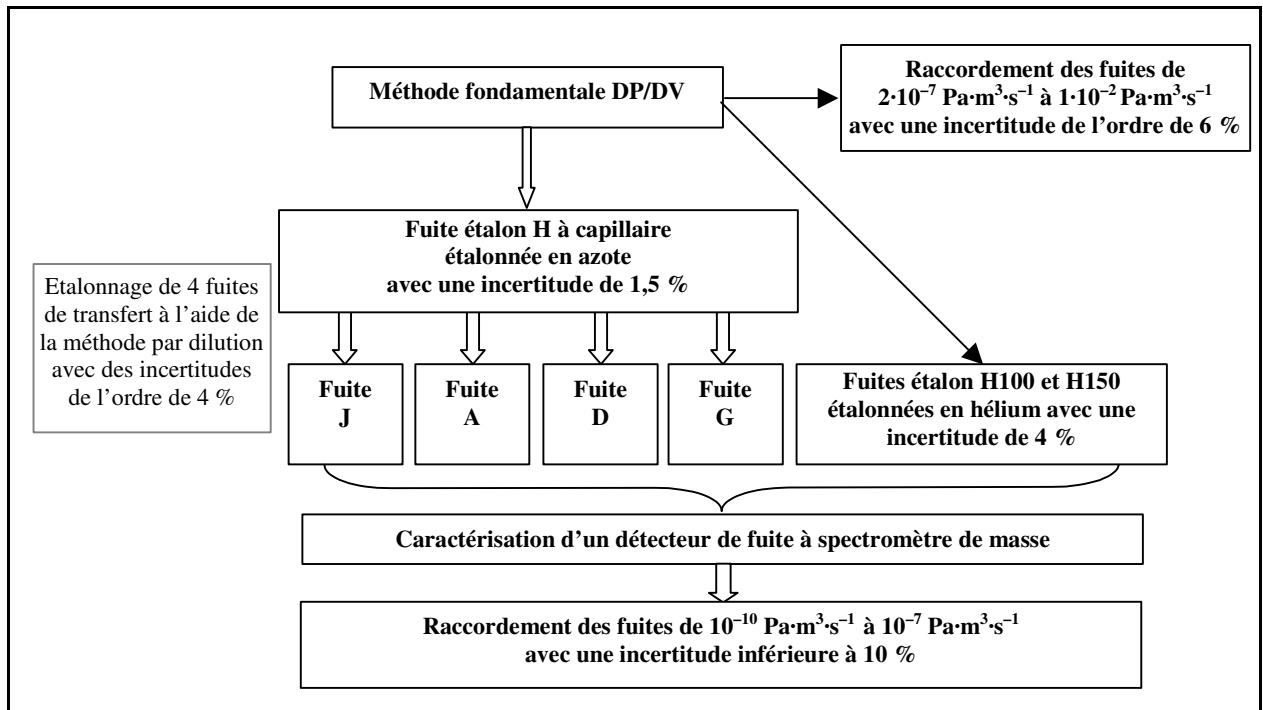 Méthode fondamentale DP/DV
Raccordement des fuites de
2·10⁻⁷ Pa·m³·s⁻¹ à 1·10⁻² Pa·m³·s⁻¹
avec une incertitude de l’ordre de 6 %
Fuite étalon H à capillaire
étalonnée en azote
avec une incertitude de 1,5 %
Etalonnage de 4 fuites
de transfert à l’aide de
la méthode par dilution
avec des incertitudes
de l’ordre de 4 %
Fuite
J
Fuite
A
Fuite
D
Fuite
G
Fuites étalon H100 et H150
étalonnées en hélium avec une
incertitude de 4 %
Caractérisation d’un détecteur de fuite à spectromètre de masse
Raccordement des fuites de 10⁻¹⁰ Pa·m³·s⁻¹ à 10⁻⁷ Pa·m³·s⁻¹
avec une incertitude inférieure à 10 %